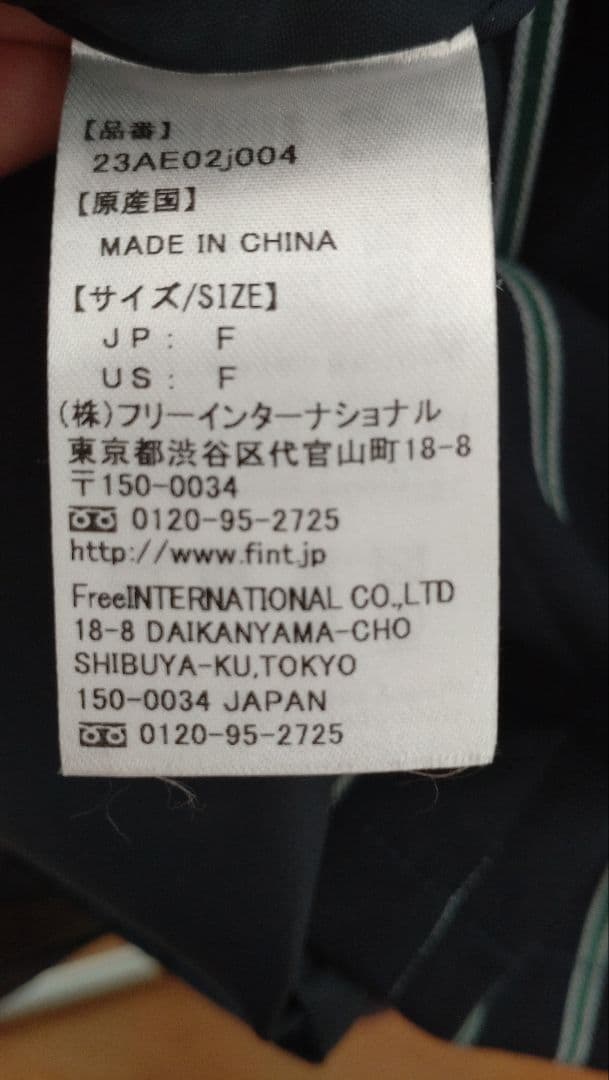 【品番】
23AE02j004
【原産国】
MADE IN CHINA
【サイズ/SIZE】
JP: F
US: F
(株)フリーインターナショナル
東京都渋谷区代官山町18-8
〒150-0034
0120-95-2725
http://www.fint.jp
FreeINTERNATIONAL CO.,LTD
18-8 DAIKANYAMA-CHO
SHIBUYA-KU,TOKYO
150-0034 JAPAN
0120-95-2725